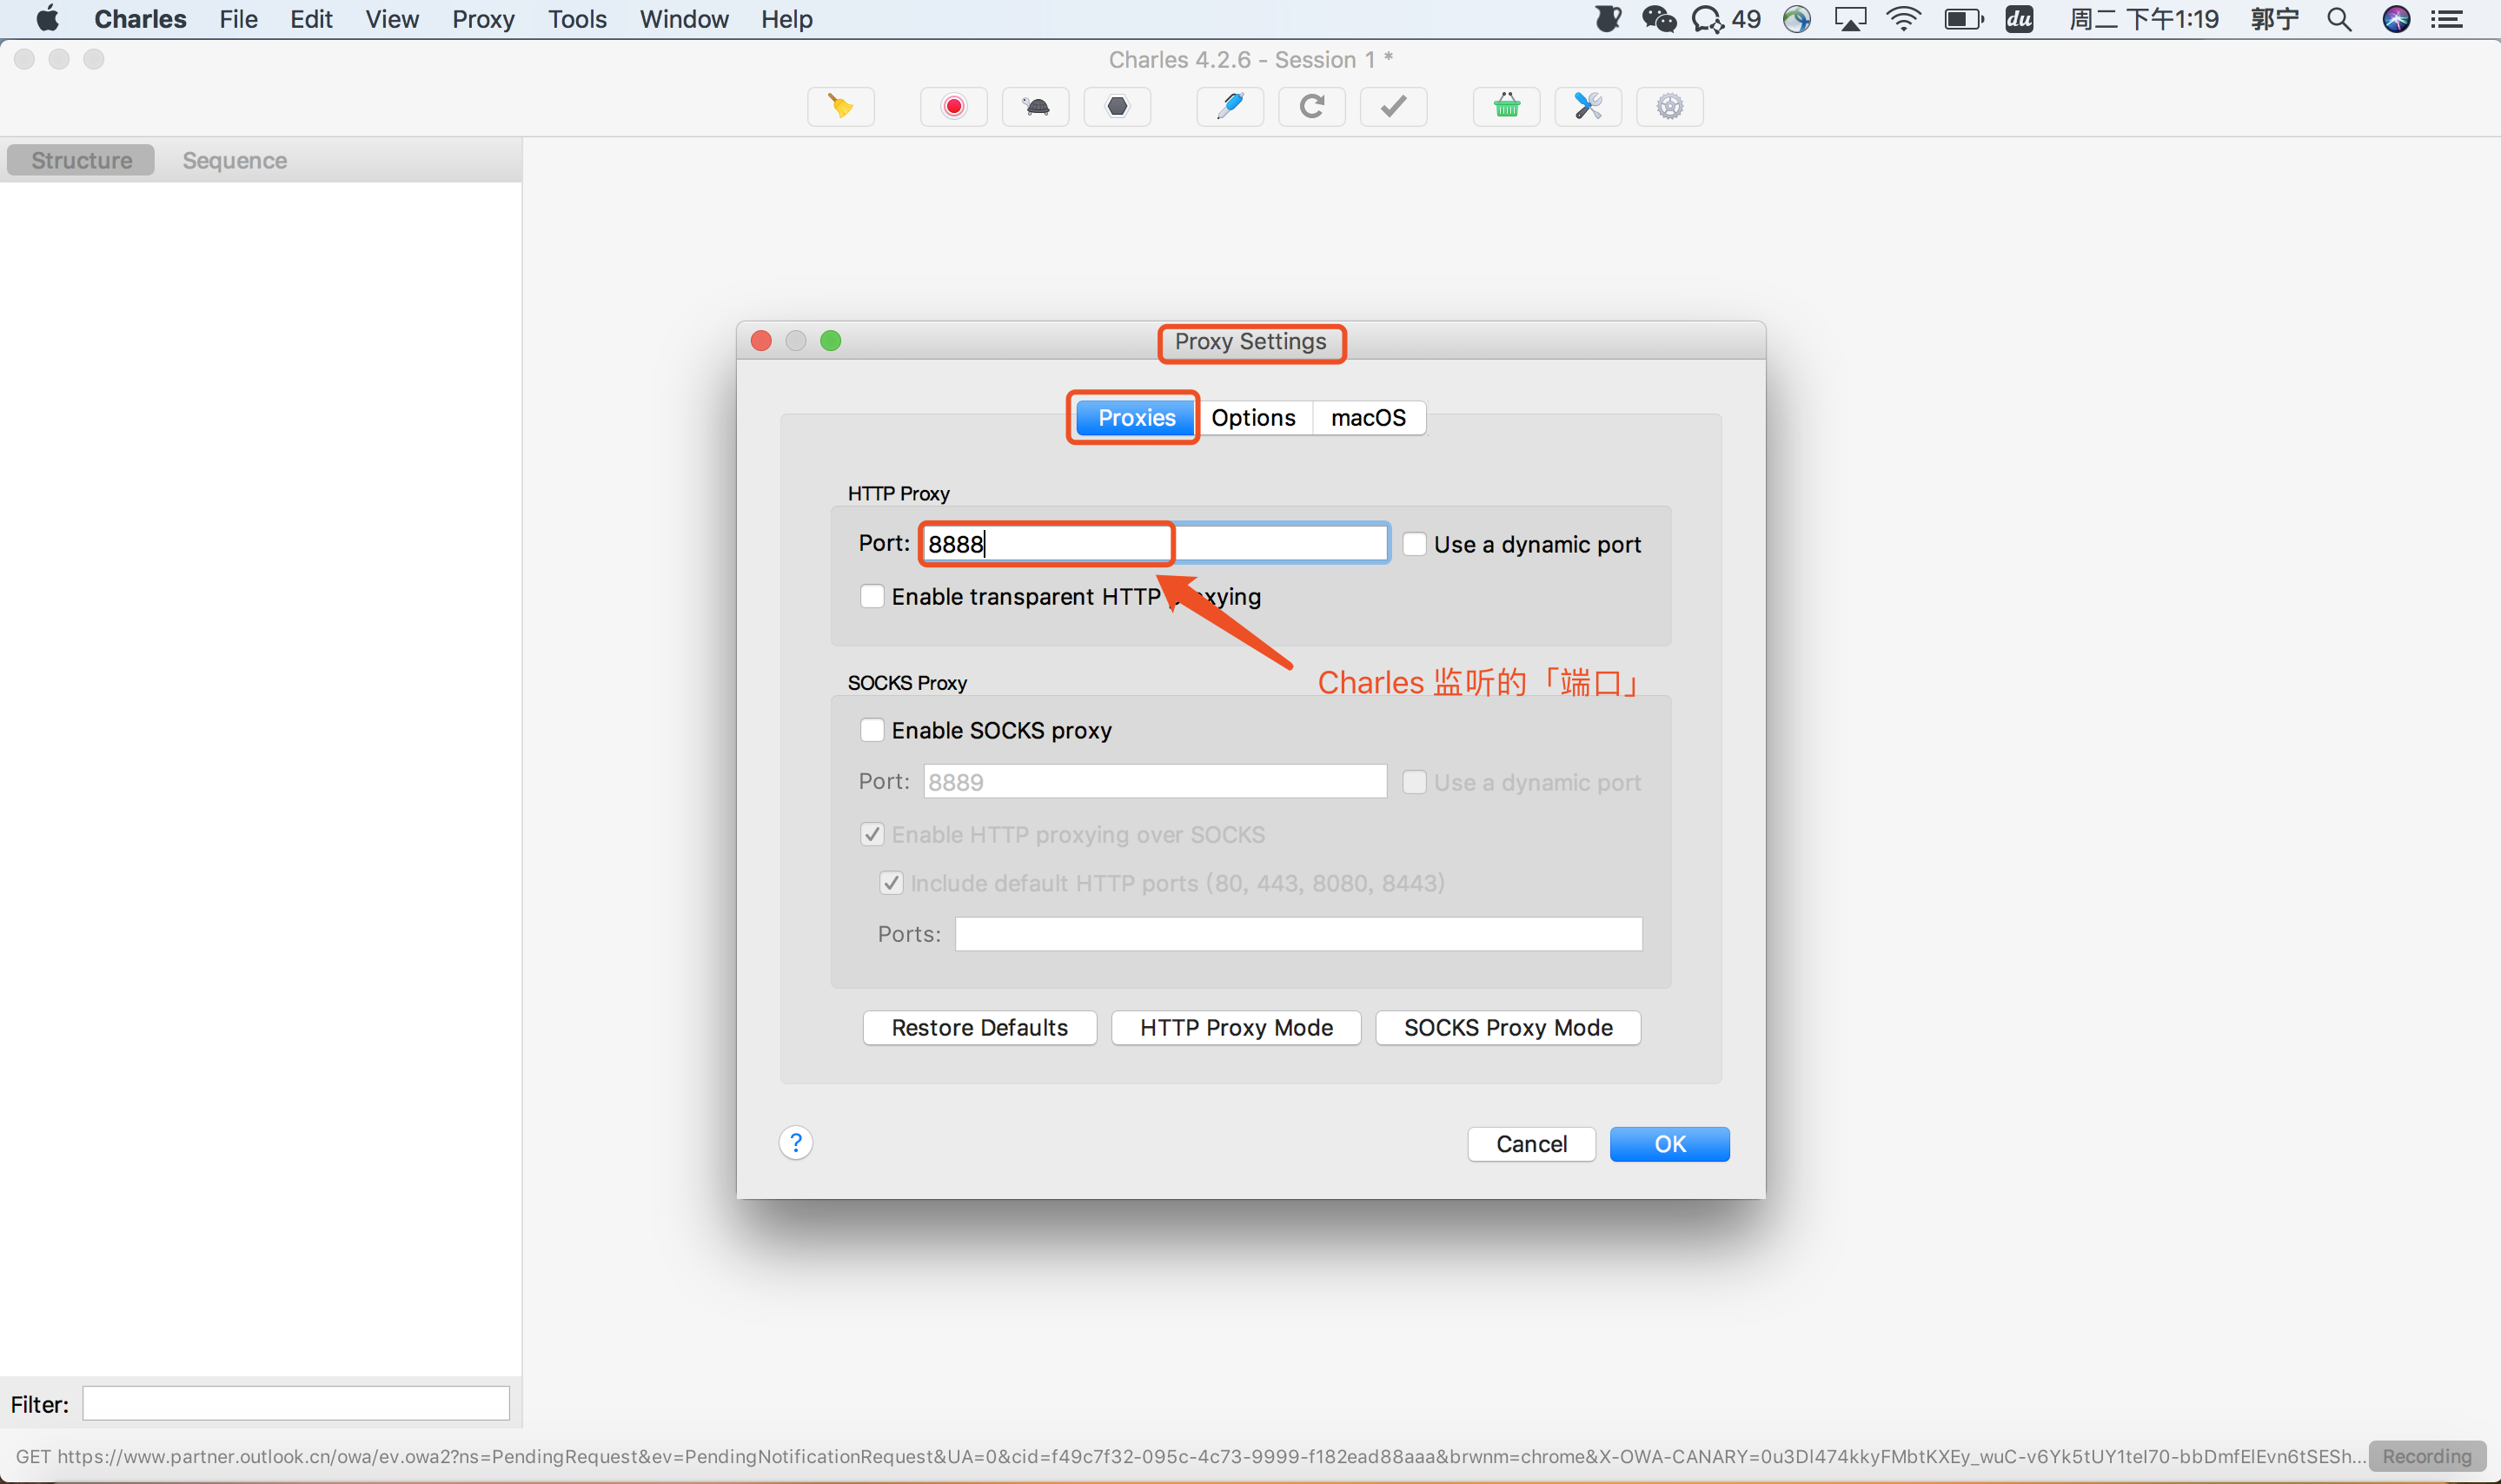 Charles File Edit View Proxy Tools Window Help 49 du 周二 下午1:19 郭宁
Charles 4.2.6 - Session 1 *
Structure Sequence
Proxy Settings
Proxies Options macOS
HTTP Proxy
Port: 8888 Use a dynamic port
Enable transparent HTTP proxying
Charles 监听的「端口」
SOCKS Proxy
Enable SOCKS proxy
Port: 8889 Use a dynamic port
Enable HTTP proxying over SOCKS
Include default HTTP ports (80, 443, 8080, 8443)
Ports:
Restore Defaults HTTP Proxy Mode SOCKS Proxy Mode
? Cancel OK
Filter:
GET https://www.partner.outlook.cn/owa/ev.owa2?ns=PendingRequest&ev=PendingNotificationRequest&UA=0&cid=f49c7f32-095c-4c73-9999-f182ead88aaa&brwnm=chrome&X-OWA-CANARY=0u3Dl474kkyFMbtKXEy_wuC-v6Yk5tUY1teI70-bbDmfElEvn6tSESh... Recording